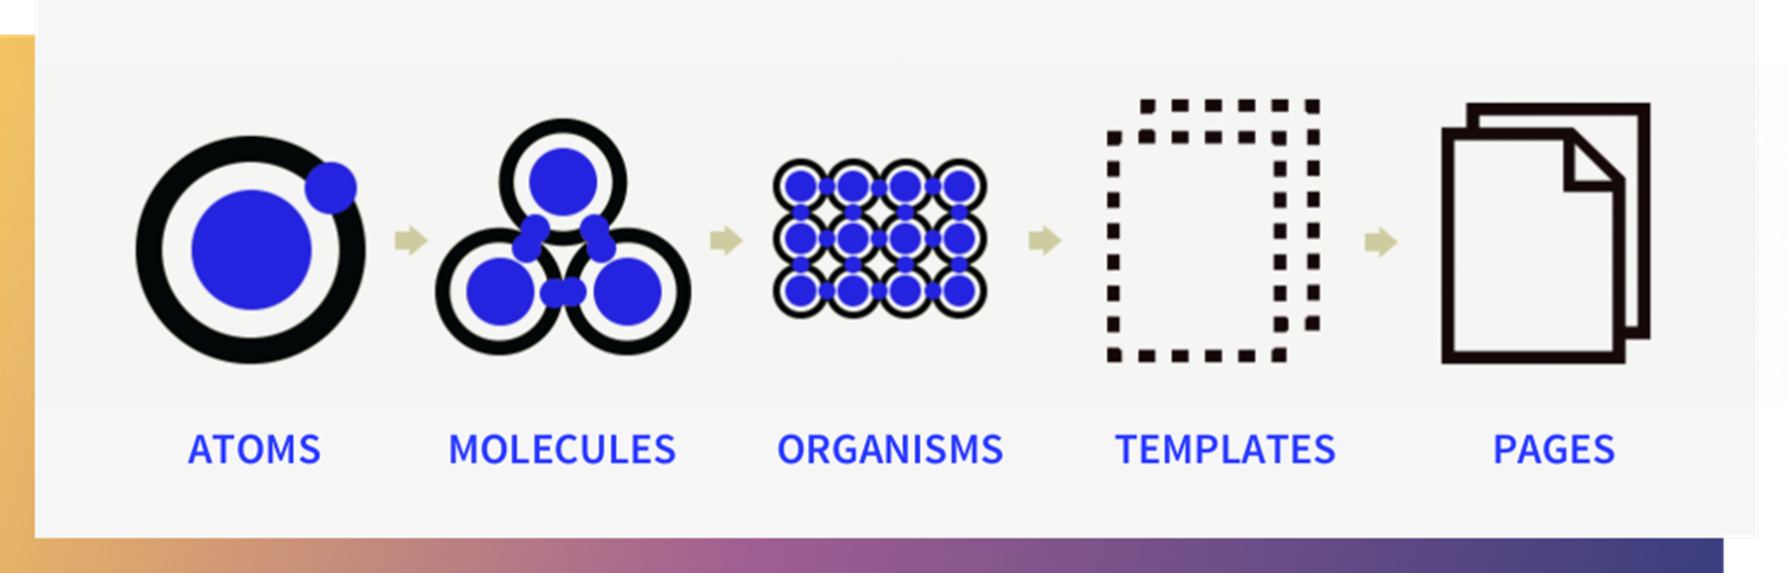 ATOMS MOLECULES ORGANISMS TEMPLATES PAGES